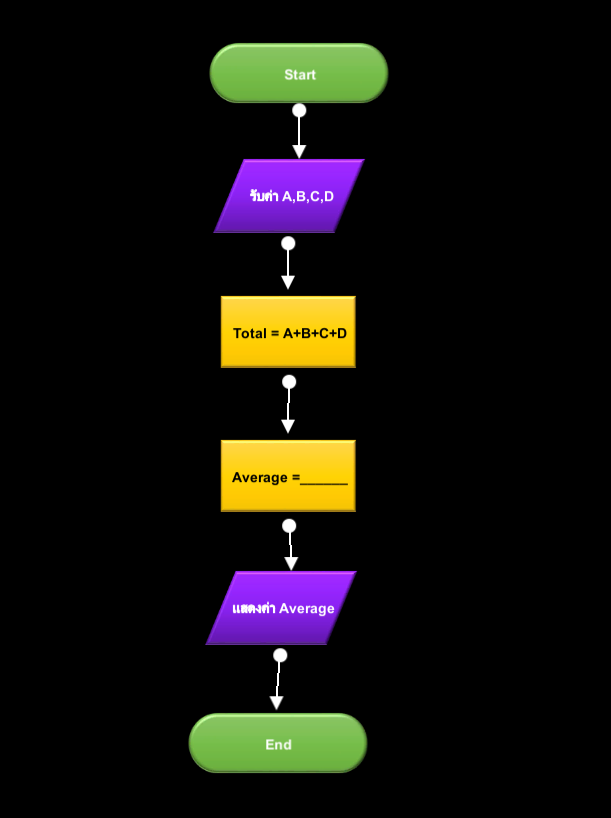 Start
รับค่า A,B,C,D
Total = A+B+C+D
Average =______
แสดงค่า Average
End